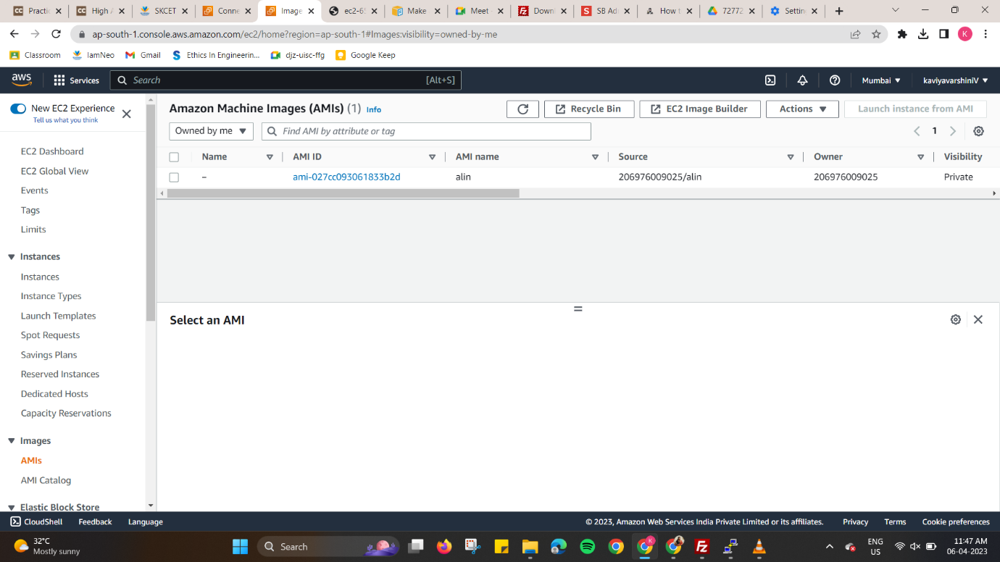 Practic
High A
SKCET
Conne
Image
ec2-65
Make
Meet
Downl
SB Adı
How t
72772
Settin
ap-south-1.console.aws.amazon.com/ec2/home?region=ap-south-1#Images:visibility=owned-by-me
K
Classroom
IamNeo
Gmail
Ethics In Engineerin...
djz-uisc-ffg
Google Keep
aws
Services
Search
[Alt+S]
Mumbai
kaviyavarshiniV
New EC2 Experience
Tell us what you think
EC2 Dashboard
EC2 Global View
Events
Tags
Limits
Instances
Instances
Instance Types
Launch Templates
Spot Requests
Savings Plans
Reserved Instances
Dedicated Hosts
Capacity Reservations
Images
AMIs
AMI Catalog
Elastic Block Store
Amazon Machine Images (AMIs) (1) Info
Recycle Bin
EC2 Image Builder
Actions
Launch instance from AMI
Owned by me
Find AMI by attribute or tag
1
Name AMI ID AMI name Source Owner Visibility
– ami-027cc093061833b2d alin 206976009025/alin 206976009025 Private
Select an AMI
CloudShell
Feedback
Language
© 2023, Amazon Web Services India Private Limited or its affiliates.
Privacy
Terms
Cookie preferences
32°C
Mostly sunny
Search
ENG
US
11:47 AM
06-04-2023